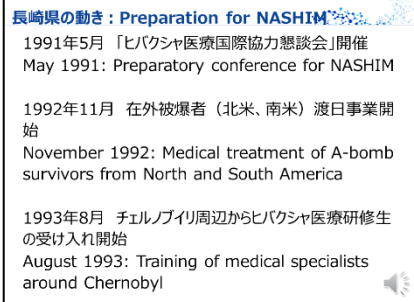 長崎県の動き：Preparation for NASHIM
1991年5月　「ヒバクシャ医療国際協力懇談会」開催
May 1991: Preparatory conference for NASHIM
1992年11月　在外被爆者（北米、南米）渡日事業開
始
November 1992: Medical treatment of A-bomb
survivors from North and South America
1993年8月　チェルノブイリ周辺からヒバクシャ医療研修生
の受け入れ開始
August 1993: Training of medical specialists
around Chernobyl